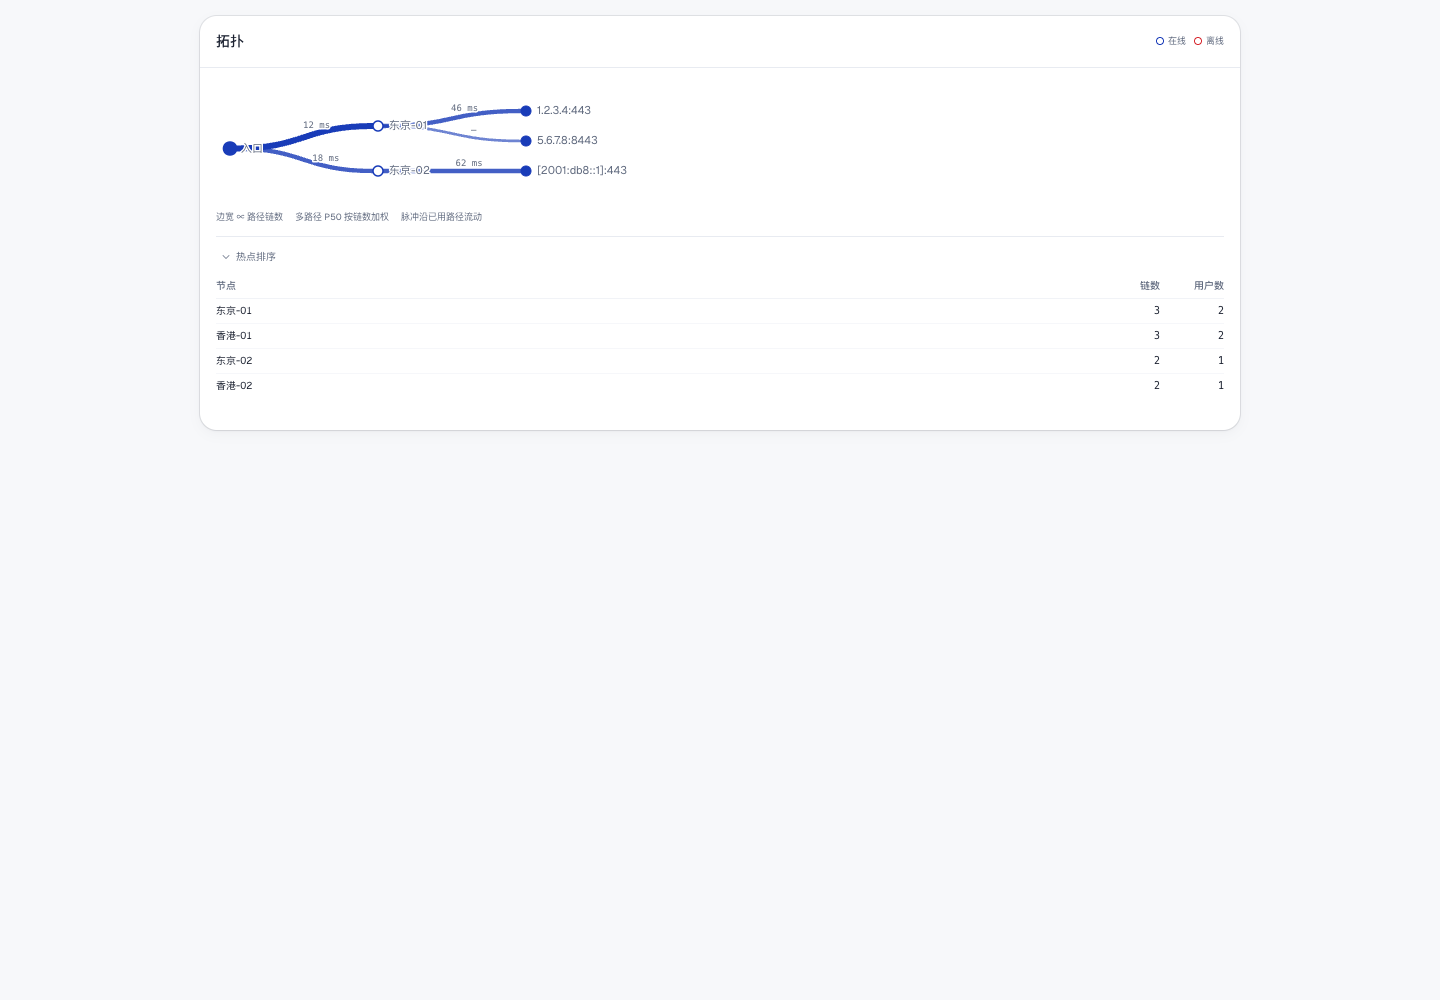 拓扑
在线 离线
46 ms
1.2.3.4:443
12 ms
东京-01
–
5.6.7.8:8443
入口
18 ms
62 ms
东京-02
[2001:db8::1]:443
边宽 ∝ 路径链数 多路径 P50 按链数加权 脉冲沿已用路径流动
热点排序
节点 链数 用户数
东京-01 3 2
香港-01 3 2
东京-02 2 1
香港-02 2 1